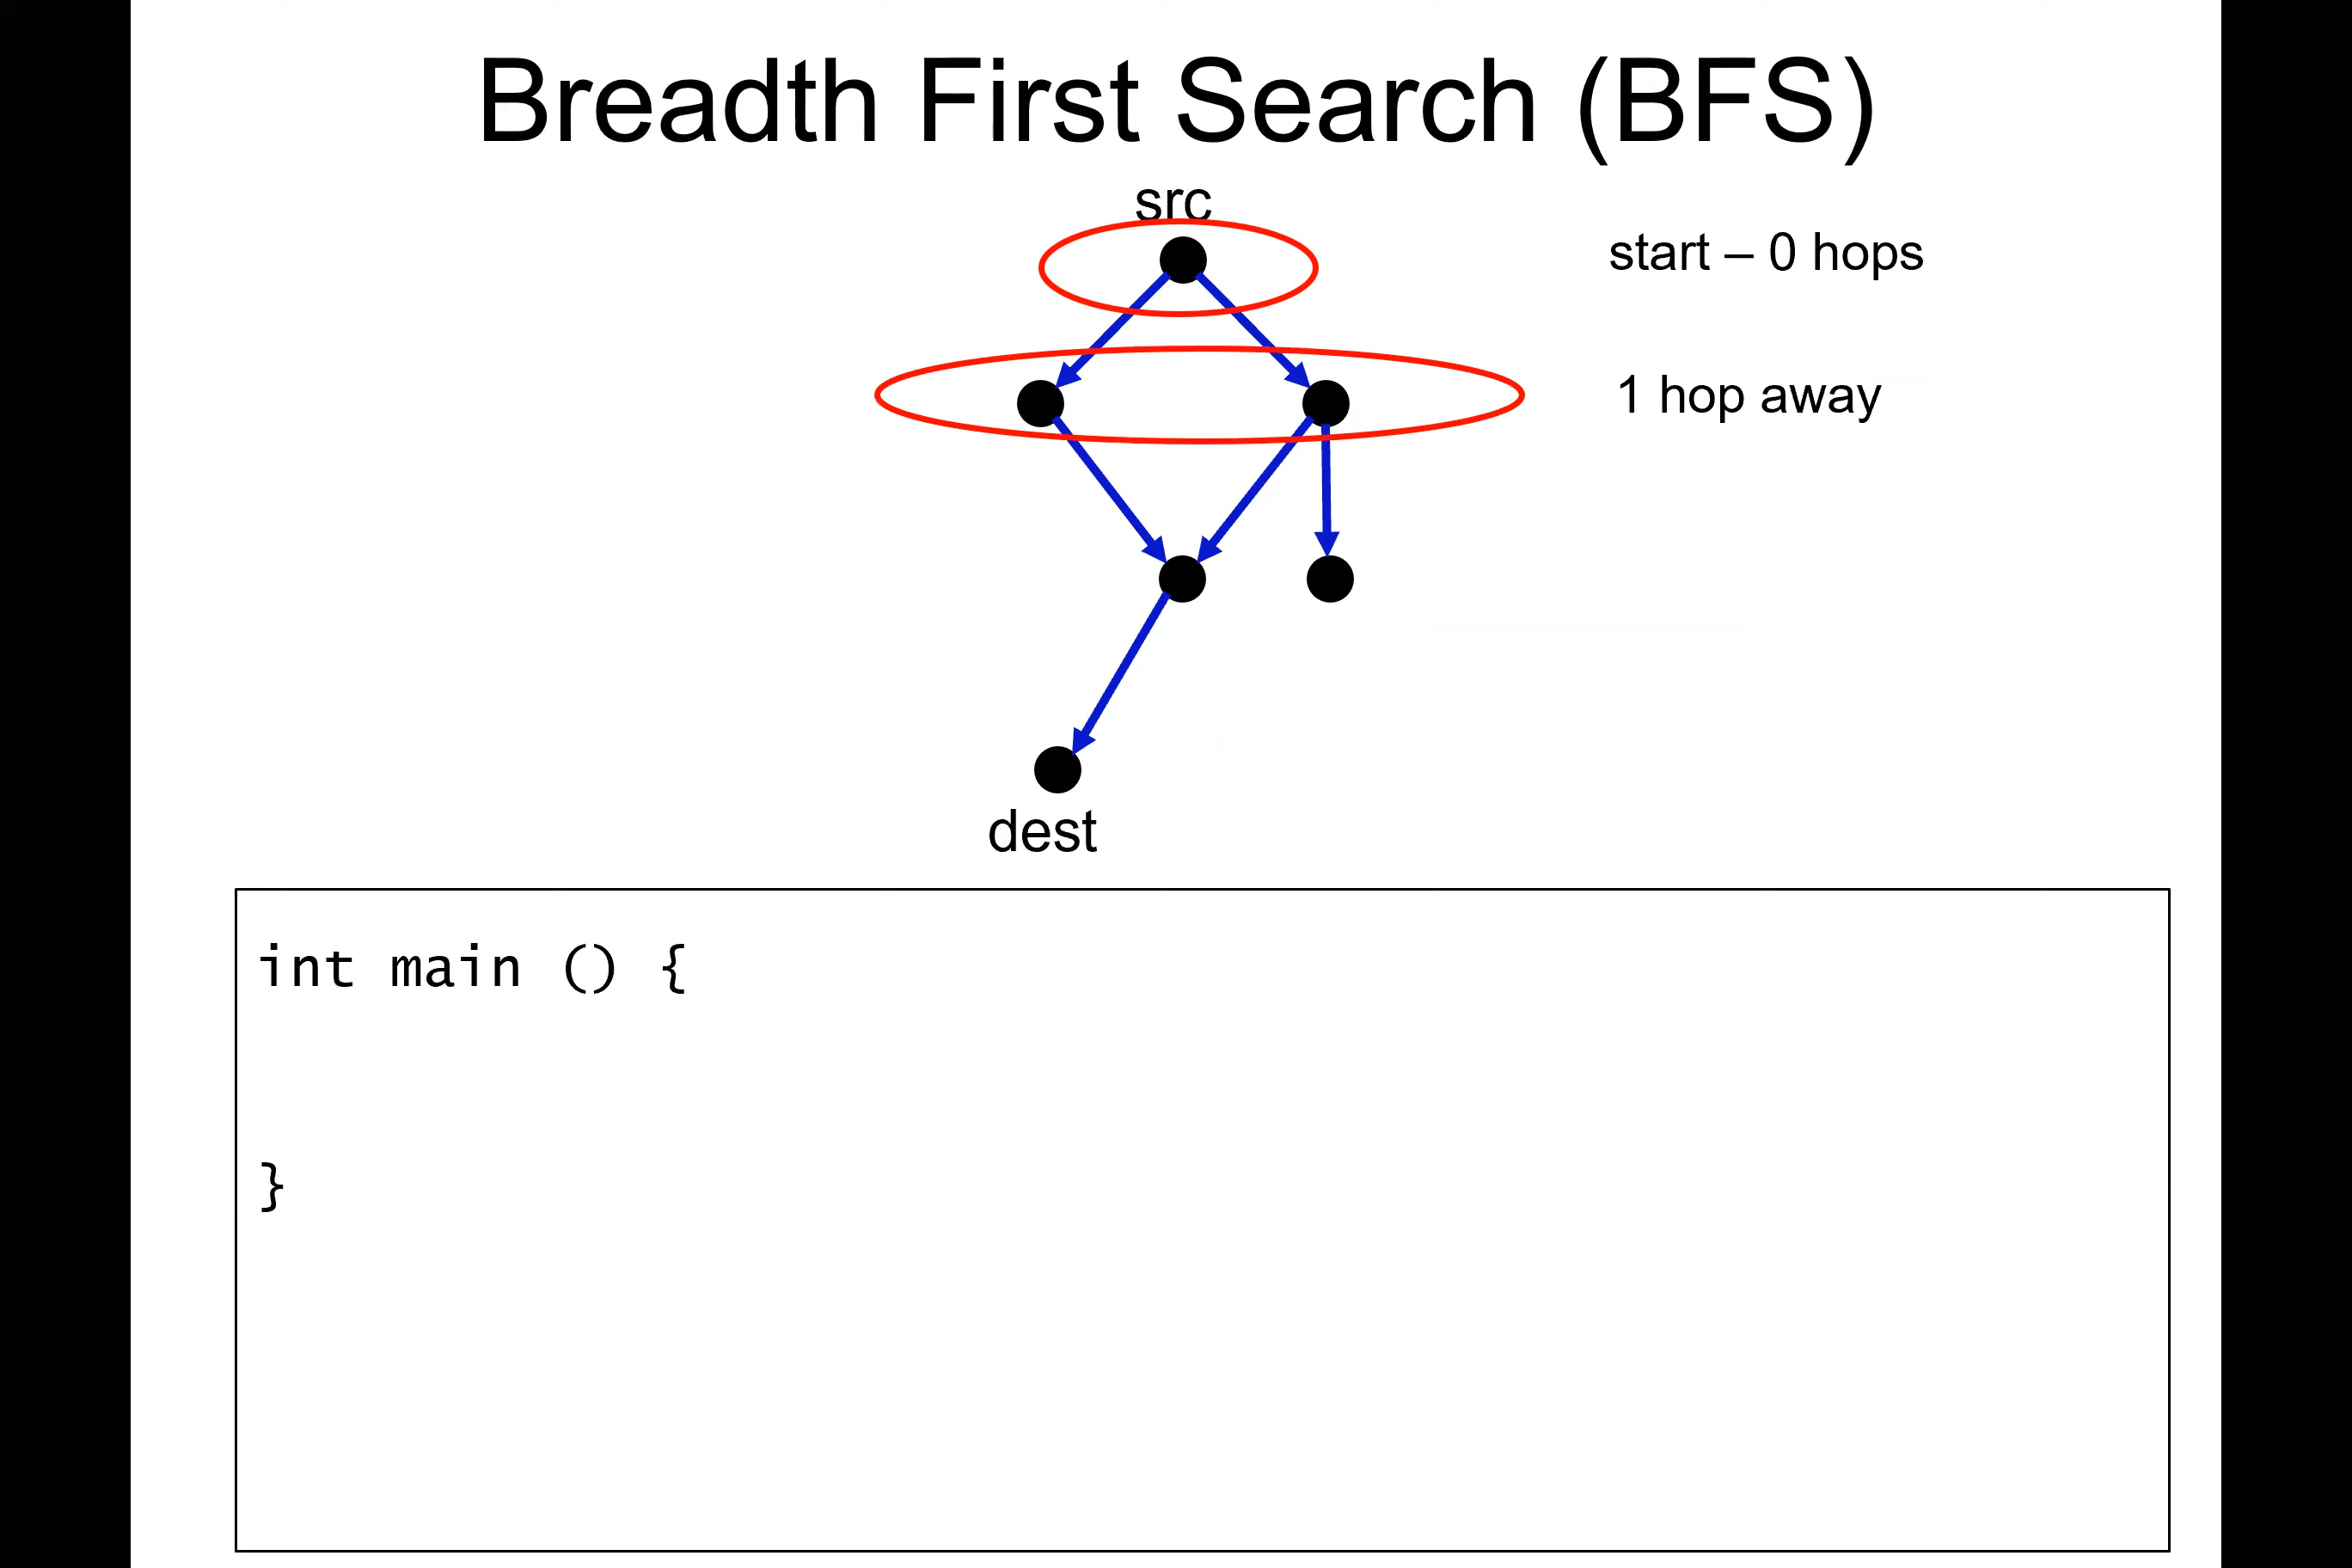 Breadth First Search (BFS)
src
start – 0 hops
1 hop away
dest
int main () {
}